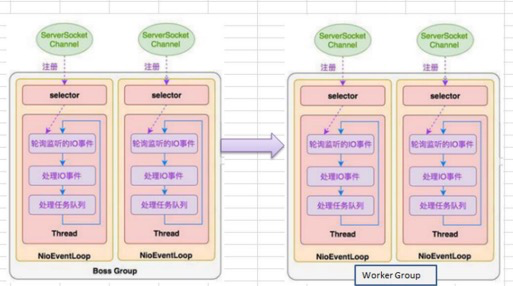 ServerSocket
Channel
ServerSocket
Channel
ServerSocket
Channel
ServerSocket
Channel
注册
注册
注册
注册
selector
selector
selector
selector
轮询监听的IO事件
轮询监听的IO事件
轮询监听的IO事件
轮询监听的IO事件
处理IO事件
处理IO事件
处理IO事件
处理IO事件
处理任务队列
处理任务队列
处理任务队列
处理任务队列
Thread
Thread
Thread
Thread
NioEventLoop
NioEventLoop
NioEventLoop
NioEventLoop
Boss Group
Worker Group